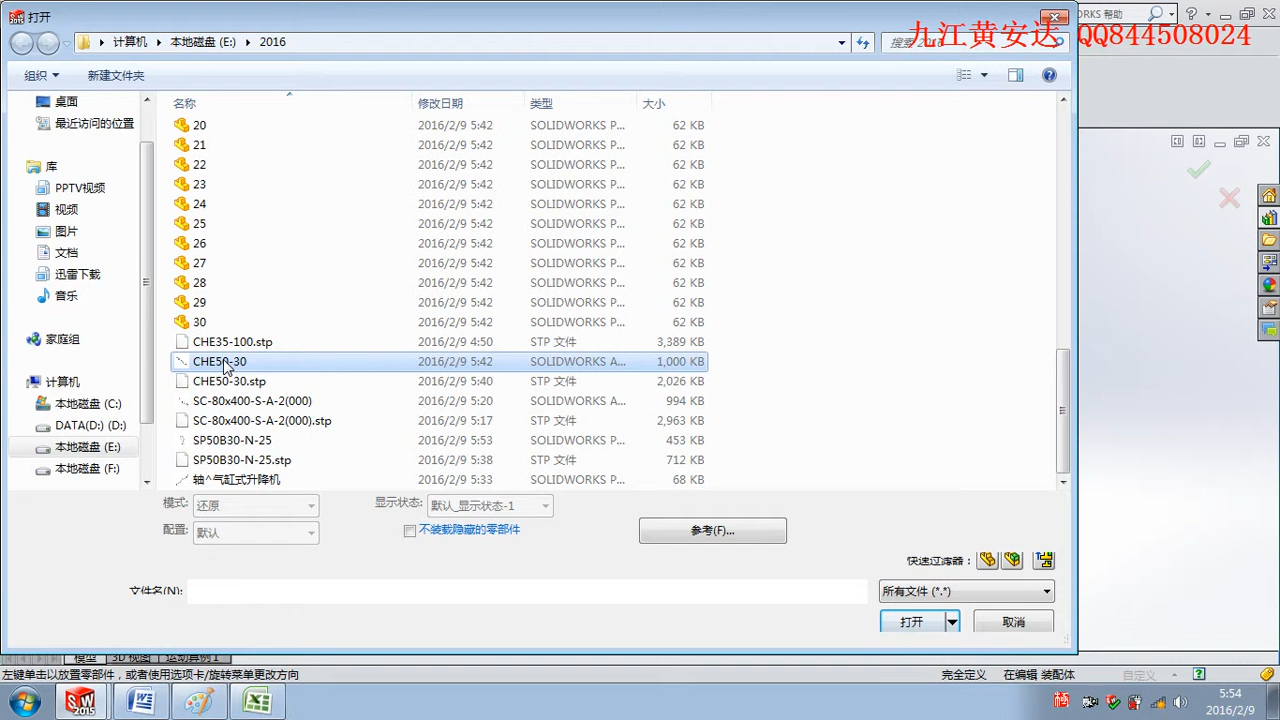 打开
ORKS 帮助
九江黄安达 QQ844508024
计算机 本地磁盘 (E:) 2016
组织 新建文件夹
名称 修改日期 类型 大小
桌面
最近访问的位置
库
PPTV视频
视频
图片
文档
迅雷下载
音乐
家庭组
计算机
本地磁盘 (C:)
DATA(D:) (D:)
本地磁盘 (E:)
本地磁盘 (F:)
20 2016/2/9 5:42 SOLIDWORKS P... 62 KB
21 2016/2/9 5:42 SOLIDWORKS P... 62 KB
22 2016/2/9 5:42 SOLIDWORKS P... 62 KB
23 2016/2/9 5:42 SOLIDWORKS P... 62 KB
24 2016/2/9 5:42 SOLIDWORKS P... 62 KB
25 2016/2/9 5:42 SOLIDWORKS P... 62 KB
26 2016/2/9 5:42 SOLIDWORKS P... 62 KB
27 2016/2/9 5:42 SOLIDWORKS P... 62 KB
28 2016/2/9 5:42 SOLIDWORKS P... 62 KB
29 2016/2/9 5:42 SOLIDWORKS P... 62 KB
30 2016/2/9 5:42 SOLIDWORKS P... 62 KB
CHE35-100.stp 2016/2/9 4:50 STP 文件 3,389 KB
CHE50-30 2016/2/9 5:42 SOLIDWORKS A... 1,000 KB
CHE50-30.stp 2016/2/9 5:40 STP 文件 2,026 KB
SC-80x400-S-A-2(000) 2016/2/9 5:20 SOLIDWORKS A... 994 KB
SC-80x400-S-A-2(000).stp 2016/2/9 5:17 STP 文件 2,963 KB
SP50B30-N-25 2016/2/9 5:53 SOLIDWORKS P... 453 KB
SP50B30-N-25.stp 2016/2/9 5:38 STP 文件 712 KB
轴^气缸式升降机 2016/2/9 5:33 SOLIDWORKS P... 68 KB
模式: 还原 显示状态: 默认_显示状态-1
配置: 默认 不装载隐藏的零部件 参考(F)...
快速过滤器:
文件名(N): 所有文件 (*.*)
打开 取消
模型 3D 视图 运动算例1
左键单击以放置零部件，或者使用选项卡/旋转菜单更改方向 完全定义 在编辑 装配体 自定义
5:54
2016/2/9